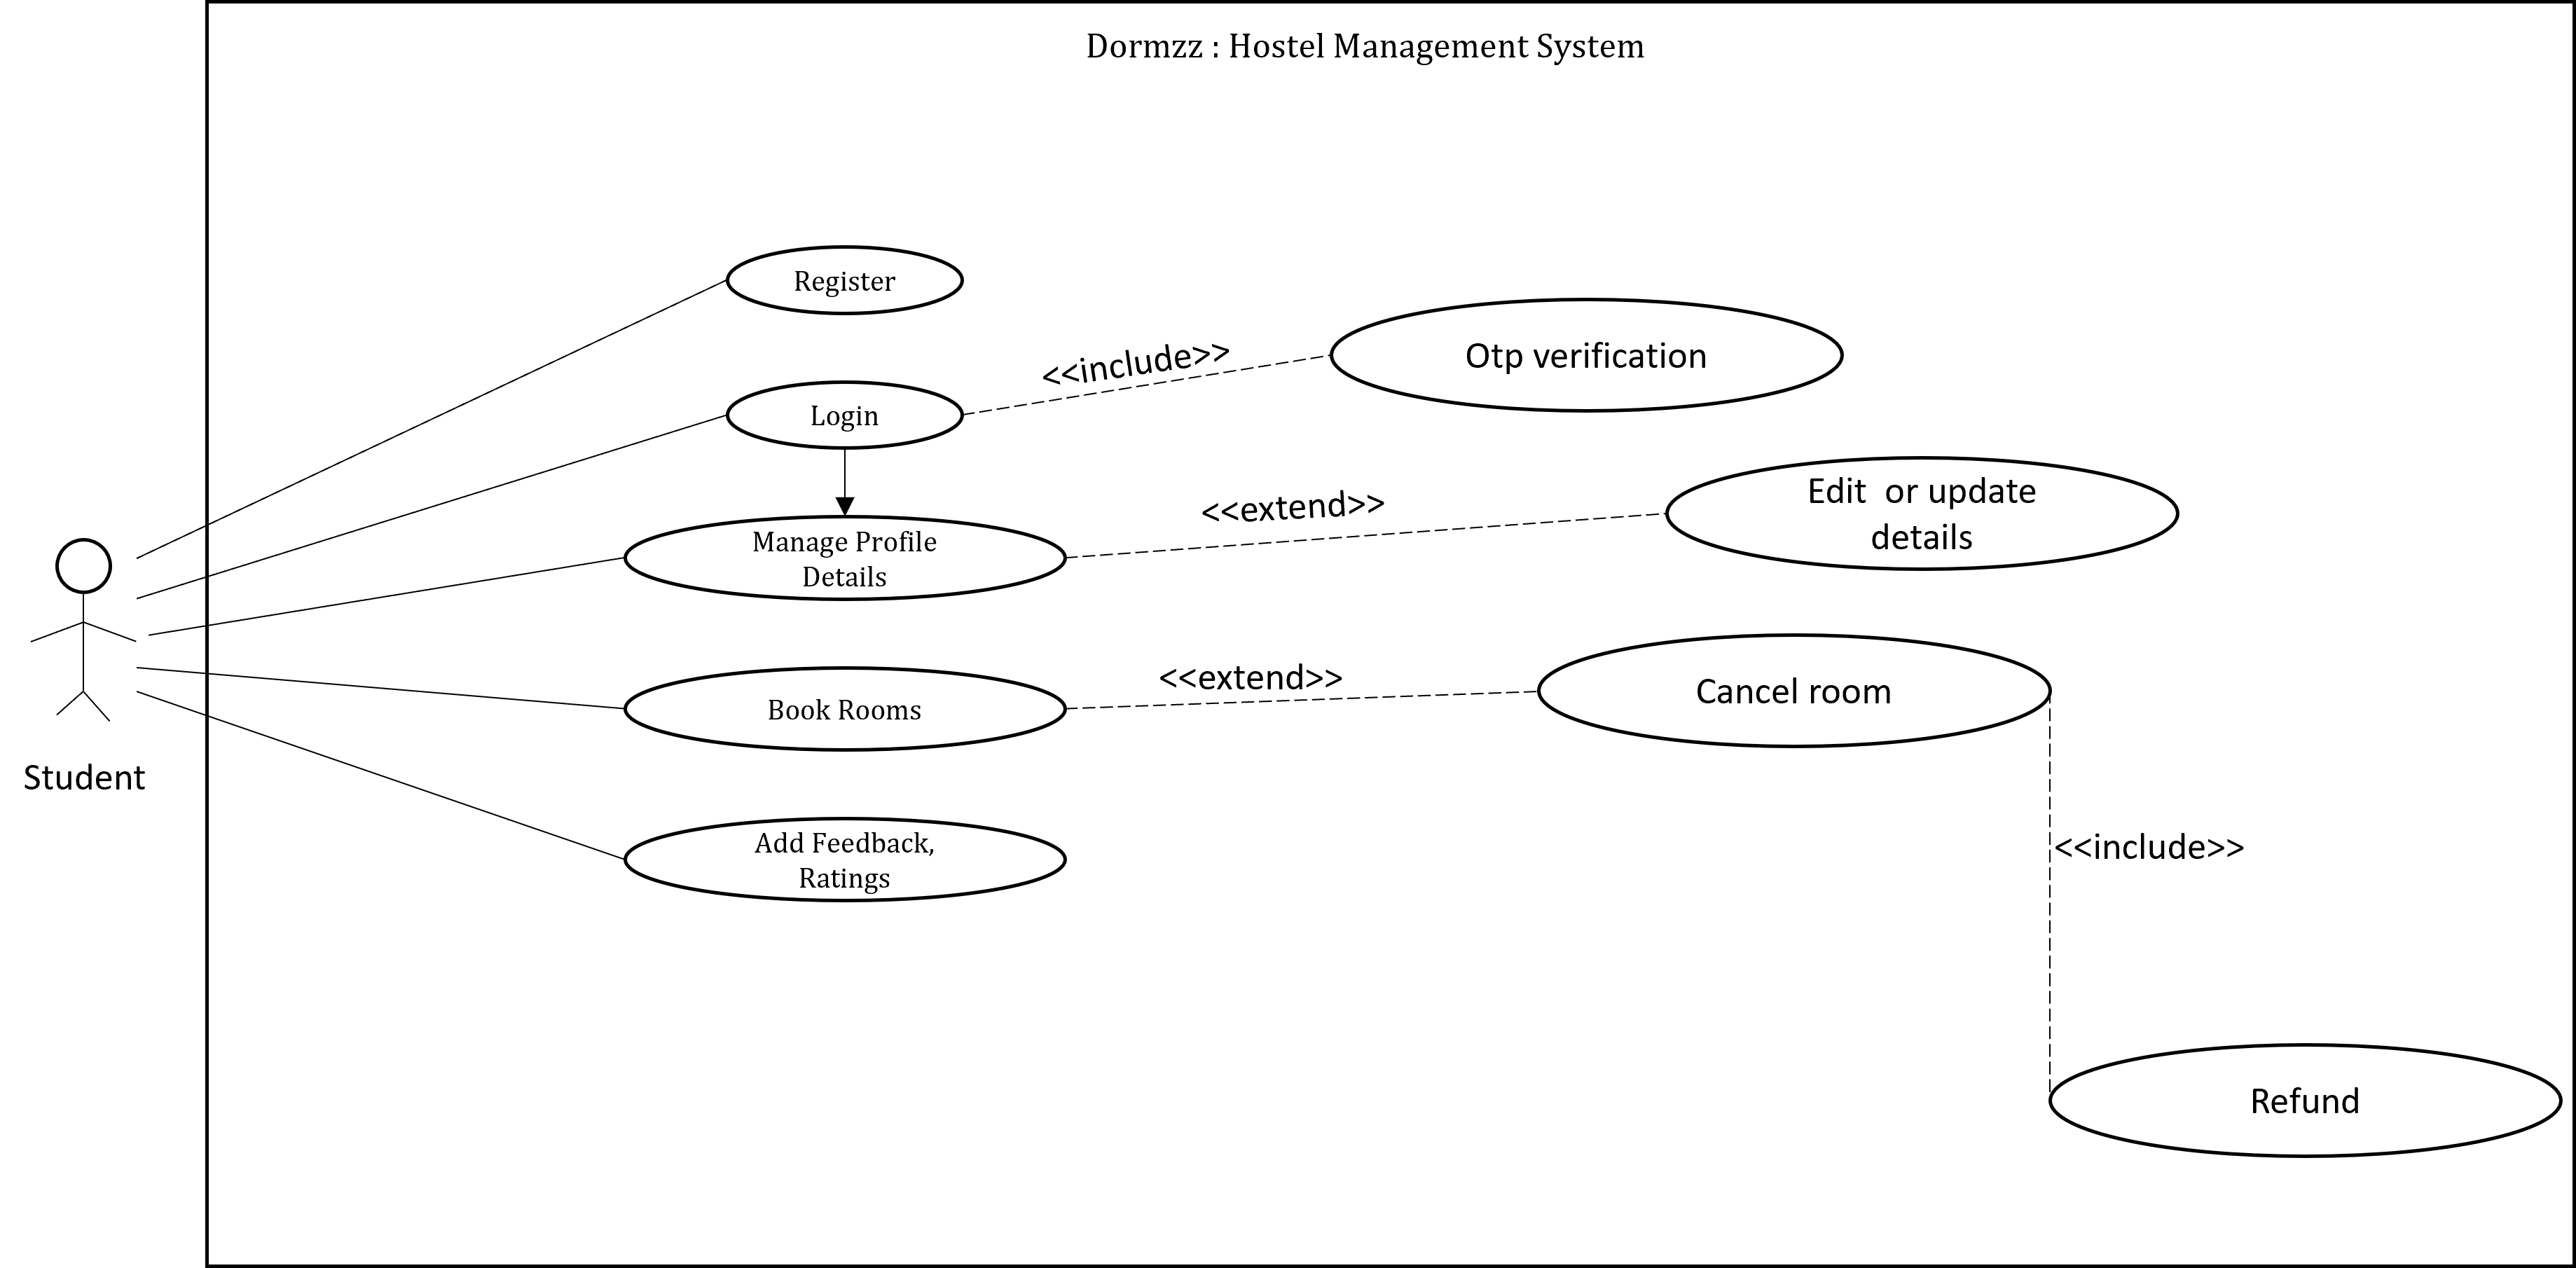 Dormzz : Hostel Management System
Register
<<include>>
Otp verification
Login
<<extend>>
Edit  or update
details
Manage Profile
Details
<<extend>>
Cancel room
Book Rooms
Student
Add Feedback,
Ratings
<<include>>
Refund